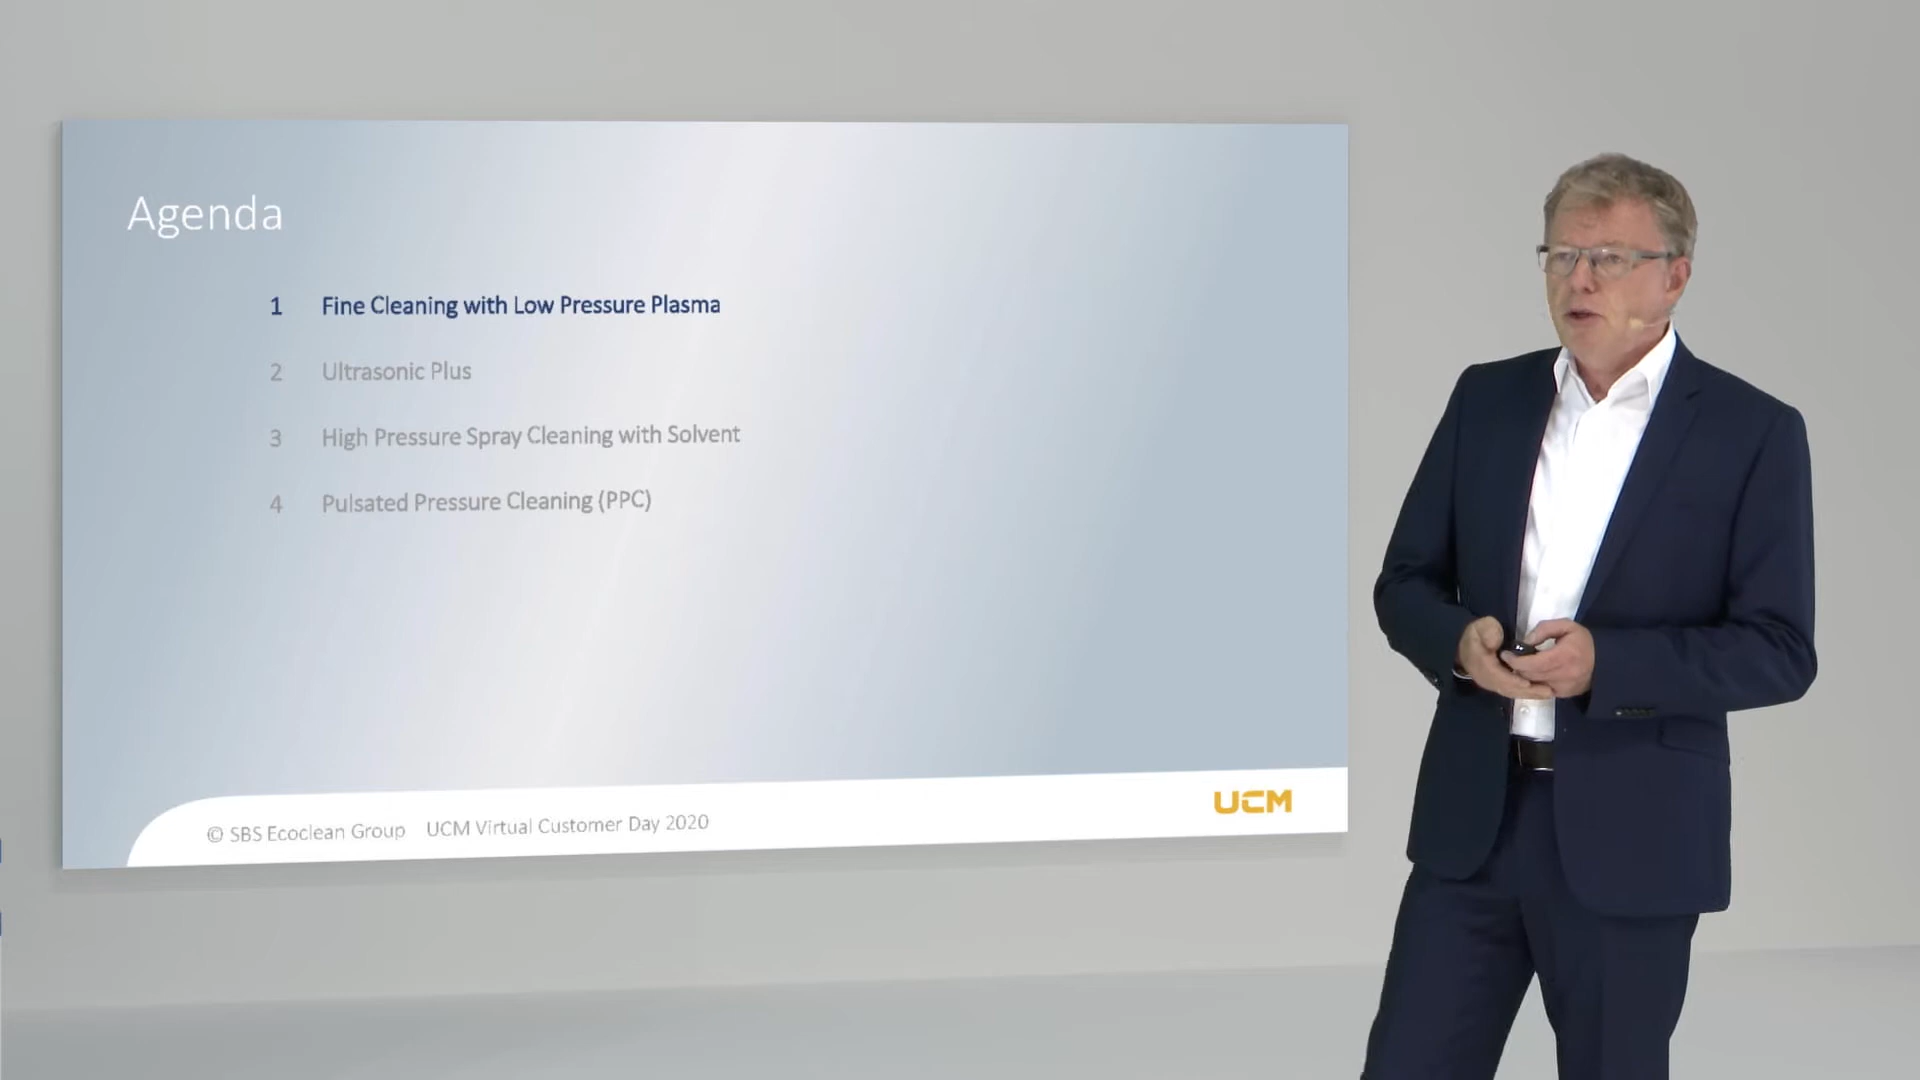 Agenda
1 Fine Cleaning with Low Pressure Plasma
2 Ultrasonic Plus
3 High Pressure Spray Cleaning with Solvent
4 Pulsated Pressure Cleaning (PPC)
© SBS Ecoclean Group UCM Virtual Customer Day 2020
UCM